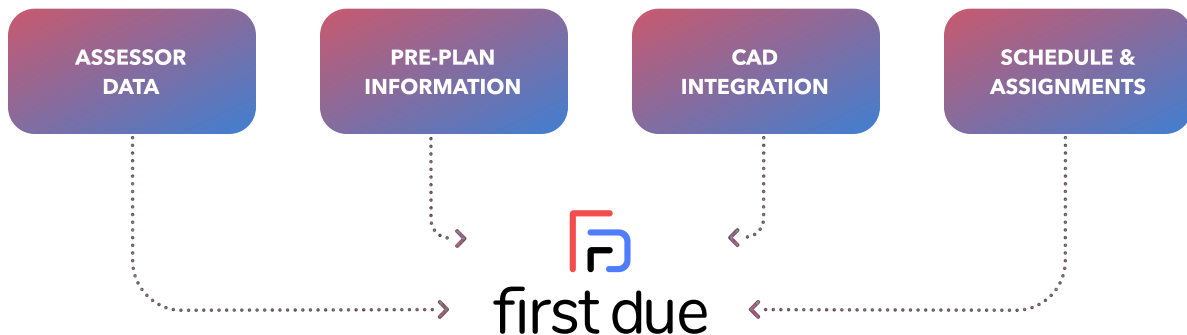 ASSESSOR
DATA
PRE-PLAN
INFORMATION
CAD
INTEGRATION
SCHEDULE &
ASSIGNMENTS
first due